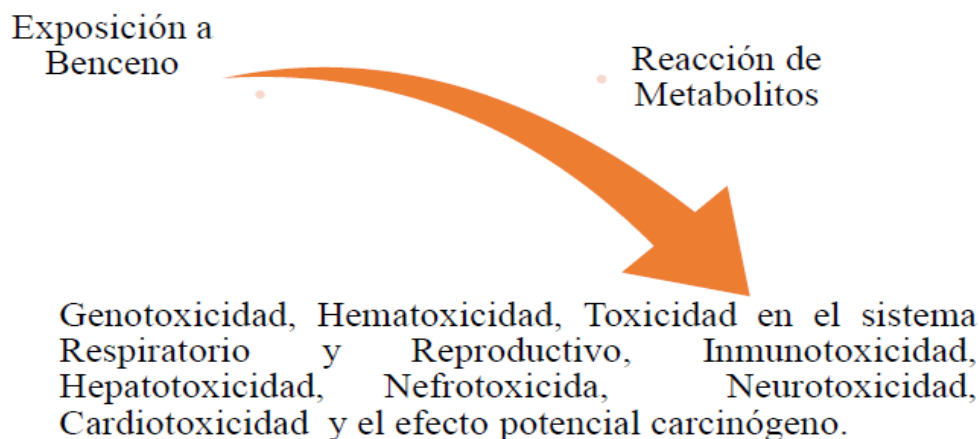 Exposición a
Benceno
Reacción de
Metabolitos
Genotoxicidad, Hematoxicidad, Toxicidad en el sistema
Respiratorio y Reproductivo, Inmunotoxicidad,
Hepatotoxicidad, Nefrotoxicida, Neurotoxicidad,
Cardiotoxicidad y el efecto potencial carcinógeno.